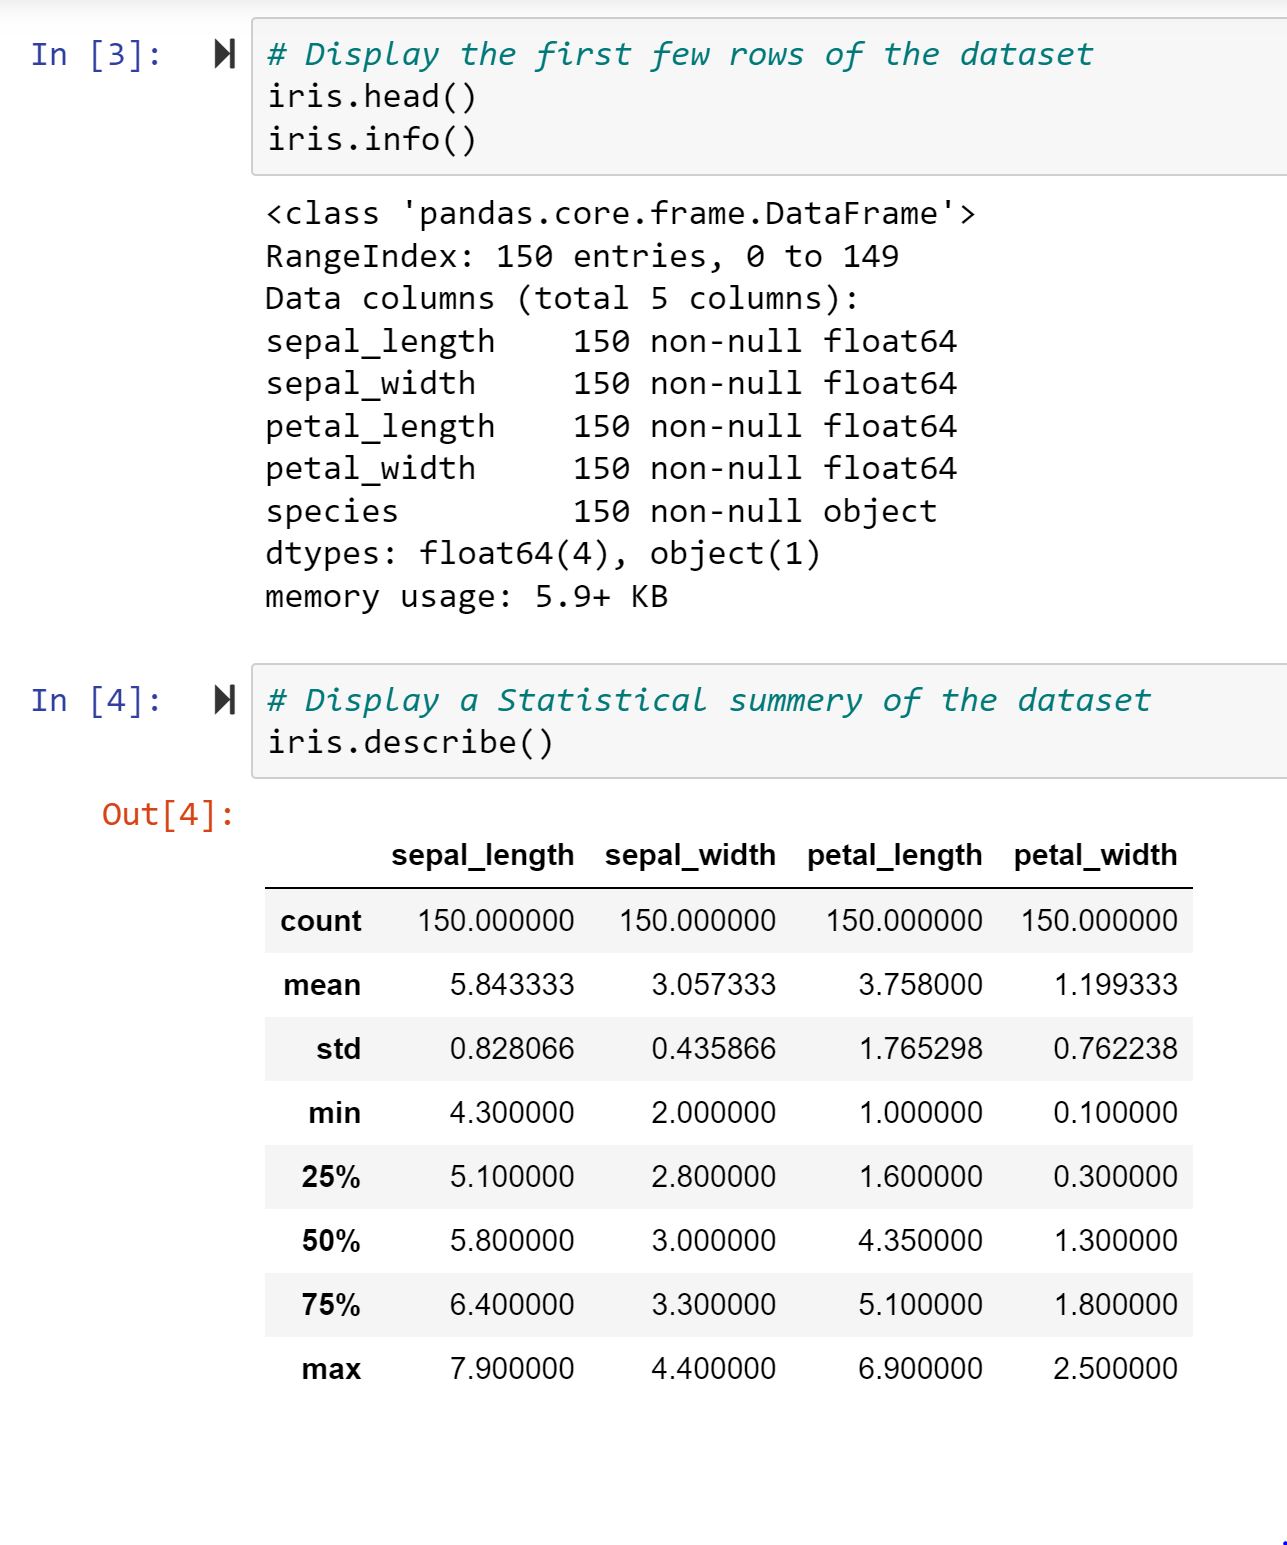 In [3]:
# Display the first few rows of the dataset
iris.head()
iris.info()
<class 'pandas.core.frame.DataFrame'>
RangeIndex: 150 entries, 0 to 149
Data columns (total 5 columns):
sepal_length    150 non-null float64
sepal_width     150 non-null float64
petal_length    150 non-null float64
petal_width     150 non-null float64
species         150 non-null object
dtypes: float64(4), object(1)
memory usage: 5.9+ KB
In [4]:
# Display a Statistical summery of the dataset
iris.describe()
Out[4]:
sepal_length sepal_width petal_length petal_width
count 150.000000 150.000000 150.000000 150.000000
mean 5.843333 3.057333 3.758000 1.199333
std 0.828066 0.435866 1.765298 0.762238
min 4.300000 2.000000 1.000000 0.100000
25% 5.100000 2.800000 1.600000 0.300000
50% 5.800000 3.000000 4.350000 1.300000
75% 6.400000 3.300000 5.100000 1.800000
max 7.900000 4.400000 6.900000 2.500000